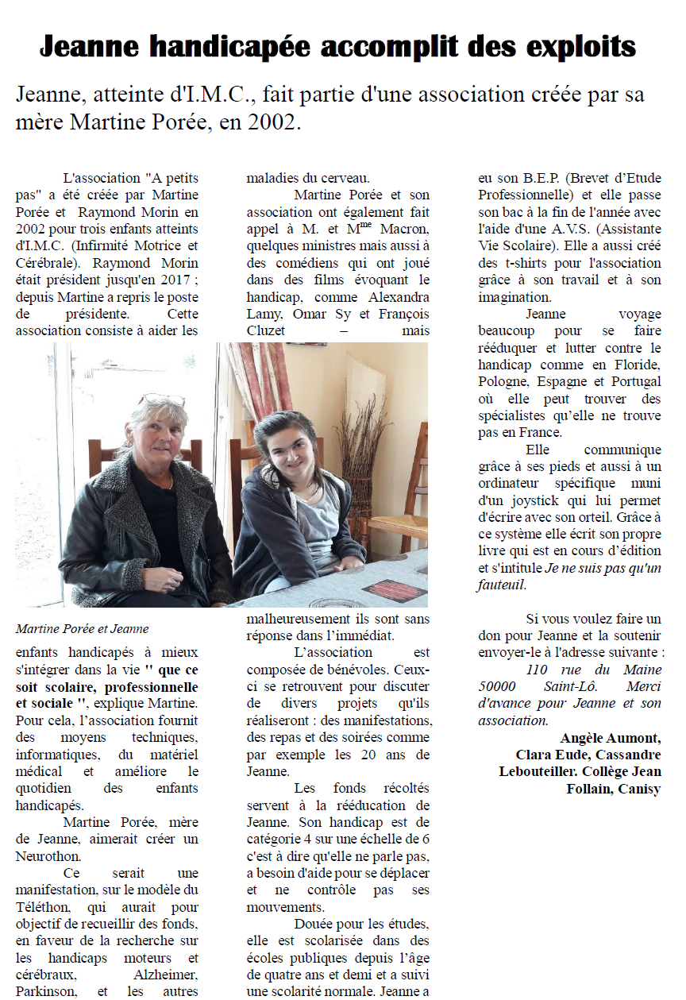 Jeanne handicapée accomplit des exploits
Jeanne, atteinte d'I.M.C., fait partie d'une association créée par sa
mère Martine Porée, en 2002.
L'association "A petits
pas" a été créée par Martine
Porée et Raymond Morin en
2002 pour trois enfants atteints
d'I.M.C. (Infirmité Motrice et
Cérébrale). Raymond Morin
était président jusqu'en 2017 ;
depuis Martine a repris le poste
de présidente. Cette
association consiste à aider les
Martine Porée et Jeanne
enfants handicapés à mieux
s'intégrer dans la vie " que ce
soit scolaire, professionnelle
et sociale ", explique Martine.
Pour cela, l’association fournit
des moyens techniques,
informatiques, du matériel
médical et améliore le
quotidien des enfants
handicapés.
Martine Porée, mère
de Jeanne, aimerait créer un
Neurothon.
Ce serait une
manifestation, sur le modèle du
Téléthon, qui aurait pour
objectif de recueillir des fonds,
en faveur de la recherche sur
les handicaps moteurs et
cérébraux, Alzheimer,
Parkinson, et les autres
maladies du cerveau.
Martine Porée et son
association ont également fait
appel à M. et Mme Macron,
quelques ministres mais aussi à
des comédiens qui ont joué
dans des films évoquant le
handicap, comme Alexandra
Lamy, Omar Sy et François
Cluzet – mais
malheureusement ils sont sans
réponse dans l’immédiat.
L’association est
composée de bénévoles. Ceux-
ci se retrouvent pour discuter
de divers projets qu'ils
réaliseront : des manifestations,
des repas et des soirées comme
par exemple les 20 ans de
Jeanne.
Les fonds récoltés
servent à la rééducation de
Jeanne. Son handicap est de
catégorie 4 sur une échelle de 6
c'est à dire qu'elle ne parle pas,
a besoin d'aide pour se déplacer
et ne contrôle pas ses
mouvements.
Douée pour les études,
elle est scolarisée dans des
écoles publiques depuis l’âge
de quatre ans et demi et a suivi
une scolarité normale. Jeanne a
eu son B.E.P. (Brevet d’Etude
Professionnelle) et elle passe
son bac à la fin de l'année avec
l'aide d'une A.V.S. (Assistante
Vie Scolaire). Elle a aussi créé
des t-shirts pour l'association
grâce à son travail et à son
imagination.
Jeanne voyage
beaucoup pour se faire
rééduquer et lutter contre le
handicap comme en Floride,
Pologne, Espagne et Portugal
où elle peut trouver des
spécialistes qu’elle ne trouve
pas en France.
Elle communique
grâce à ses pieds et aussi à un
ordinateur spécifique muni
d'un joystick qui lui permet
d'écrire avec son orteil. Grâce à
ce système elle écrit son propre
livre qui est en cours d’édition
et s'intitule Je ne suis pas qu'un
fauteuil.
Si vous voulez faire un
don pour Jeanne et la soutenir
envoyer-le à l'adresse suivante :
110 rue du Maine
50000 Saint-Lô. Merci
d'avance pour Jeanne et son
association.
Angèle Aumont,
Clara Eude, Cassandre
Lebouteiller. Collège Jean
Follain, Canisy